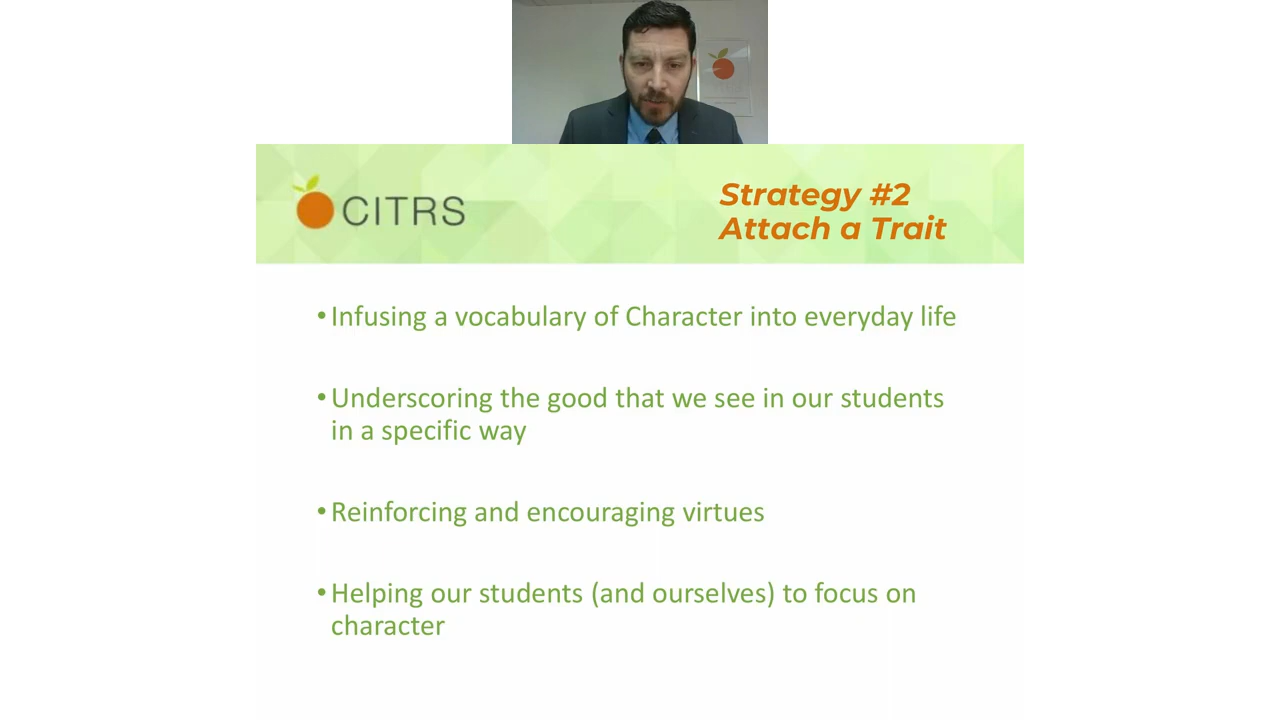 CITRS
Strategy #2
Attach a Trait
•Infusing a vocabulary of Character into everyday life
•Underscoring the good that we see in our students
in a specific way
•Reinforcing and encouraging virtues
•Helping our students (and ourselves) to focus on
character